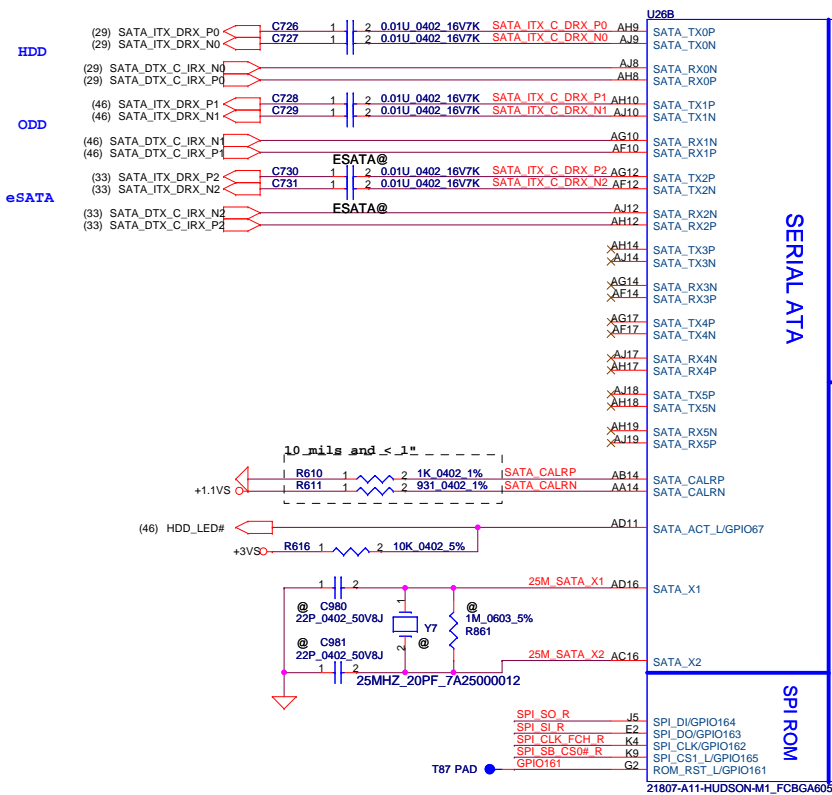 U26B
HDD
(29) SATA_ITX_DRX_P0 C726 1 2 0.01U_0402_16V7K SATA_ITX_C_DRX_P0 AH9 SATA_TX0P
(29) SATA_ITX_DRX_N0 C727 1 2 0.01U_0402_16V7K SATA_ITX_C_DRX_N0 AJ9 SATA_TX0N
(29) SATA_DTX_C_IRX_N0 AJ8 SATA_RX0N
(29) SATA_DTX_C_IRX_P0 AH8 SATA_RX0P
ODD
(46) SATA_ITX_DRX_P1 C728 1 2 0.01U_0402_16V7K SATA_ITX_C_DRX_P1 AH10 SATA_TX1P
(46) SATA_ITX_DRX_N1 C729 1 2 0.01U_0402_16V7K SATA_ITX_C_DRX_N1 AJ10 SATA_TX1N
(46) SATA_DTX_C_IRX_N1 AG10 SATA_RX1N
(46) SATA_DTX_C_IRX_P1 AF10 SATA_RX1P
eSATA
ESATA@
(33) SATA_ITX_DRX_P2 C730 1 2 0.01U_0402_16V7K SATA_ITX_C_DRX_P2 AG12 SATA_TX2P
(33) SATA_ITX_DRX_N2 C731 1 2 0.01U_0402_16V7K SATA_ITX_C_DRX_N2 AF12 SATA_TX2N
ESATA@
(33) SATA_DTX_C_IRX_N2 AJ12 SATA_RX2N
(33) SATA_DTX_C_IRX_P2 AH12 SATA_RX2P
AH14 SATA_TX3P
AJ14 SATA_TX3N
AG14 SATA_RX3N
AF14 SATA_RX3P
AG17 SATA_TX4P
AF17 SATA_TX4N
AJ17 SATA_RX4N
AH17 SATA_RX4P
AJ18 SATA_TX5P
AH18 SATA_TX5N
AH19 SATA_RX5N
AJ19 SATA_RX5P
SERIAL ATA
10 mils and < 1"
R610 1 2 1K_0402_1% SATA_CALRP AB14 SATA_CALRP
+1.1VS R611 1 2 931_0402_1% SATA_CALRN AA14 SATA_CALRN
(46) HDD_LED# AD11 SATA_ACT_L/GPIO67
+3VS R616 1 2 10K_0402_5%
1 2 25M_SATA_X1 AD16 SATA_X1
@ C980
22P_0402_50V8J
1 Y7 2 @
@ 1M_0603_5%
R861
@ C981
22P_0402_50V8J
1 2 25M_SATA_X2 AC16 SATA_X2
25MHZ_20PF_7A25000012
SPI ROM
SPI_SO_R J5 SPI_DI/GPIO164
SPI_SI_R E2 SPI_DO/GPIO163
SPI_CLK_FCH_R K4 SPI_CLK/GPIO162
SPI_SB_CS0#_R K9 SPI_CS1_L/GPIO165
T87 PAD GPIO161 G2 ROM_RST_L/GPIO161
21807-A11-HUDSON-M1_FCBGA605